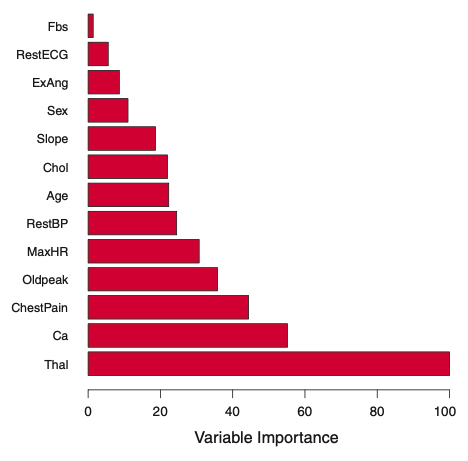 Fbs
RestECG
ExAng
Sex
Slope
Chol
Age
RestBP
MaxHR
Oldpeak
ChestPain
Ca
Thal
0 20 40 60 80 100
Variable Importance